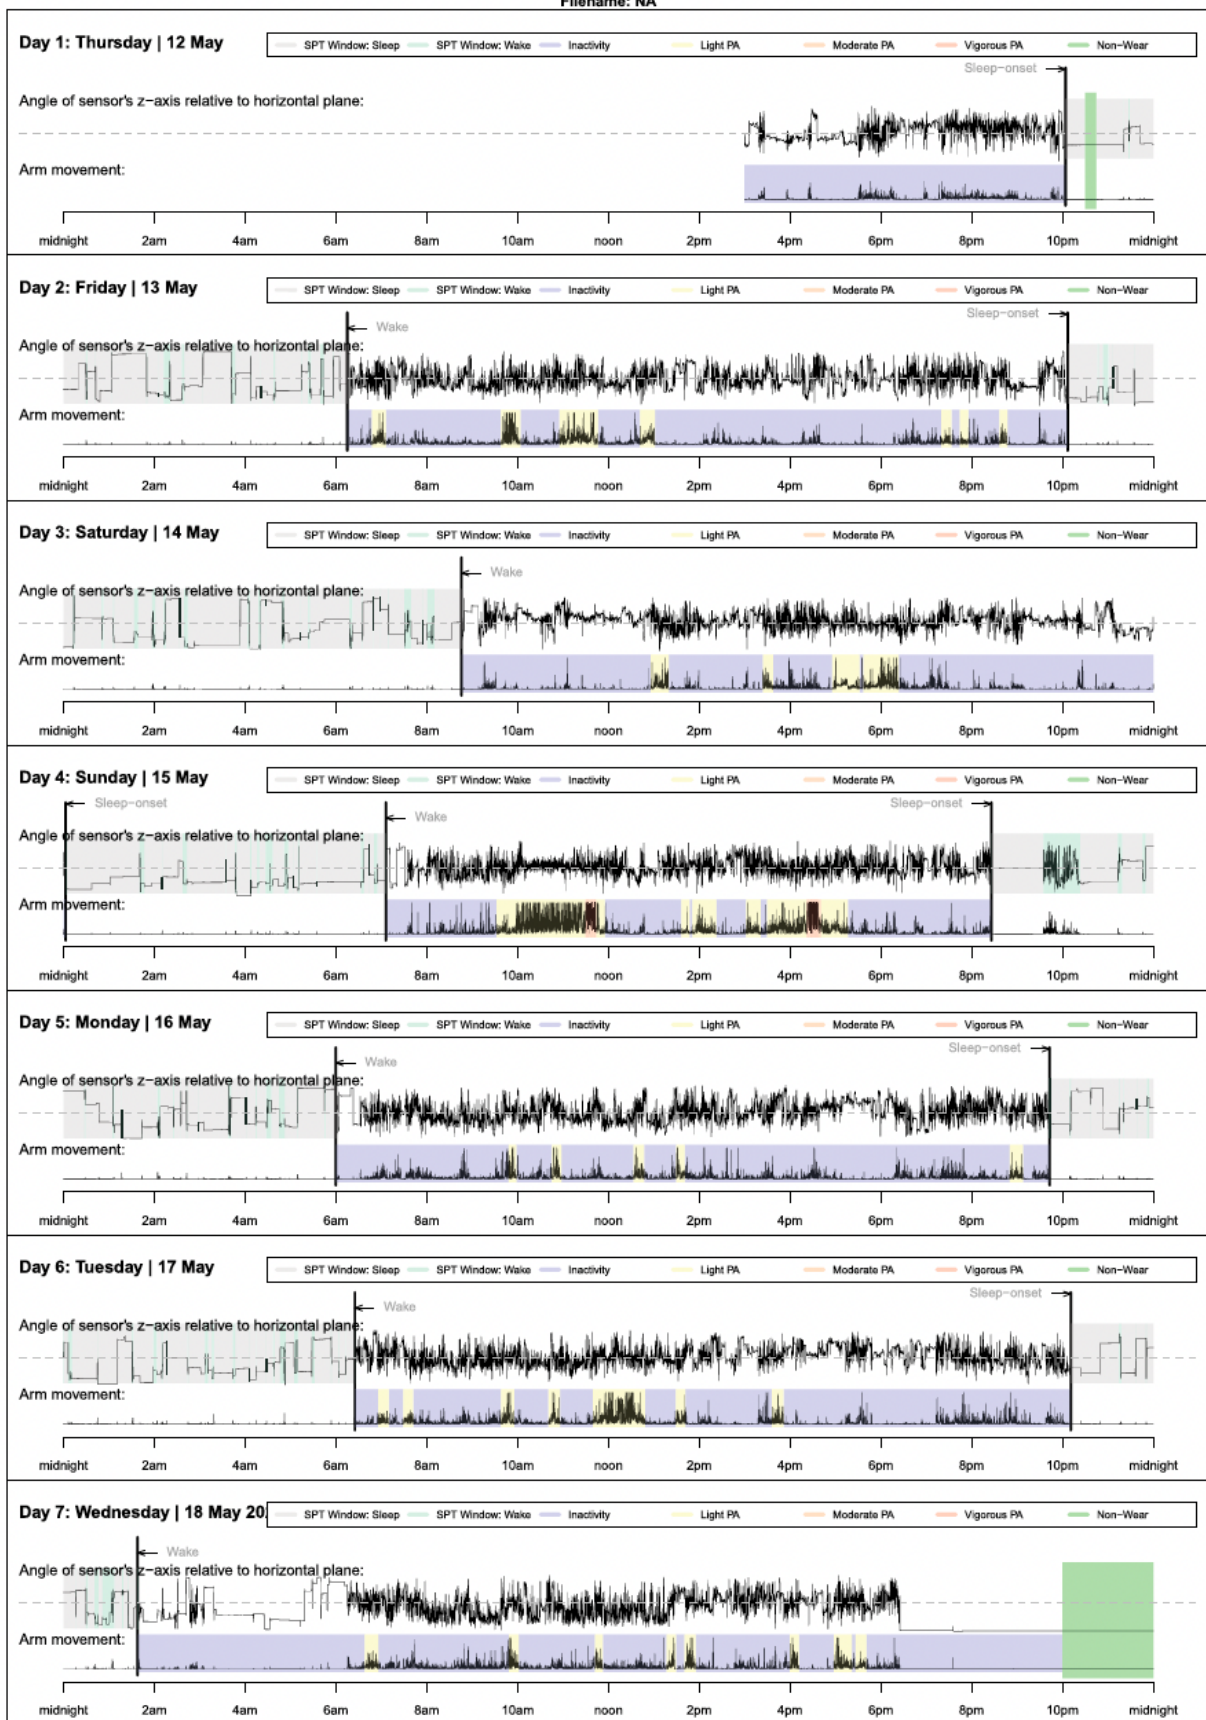 Filename: NA
Day 1: Thursday | 12 May
SPT Window: Sleep SPT Window: Wake Inactivity Light PA Moderate PA Vigorous PA Non-Wear
Sleep-onset
Angle of sensor's z-axis relative to horizontal plane:
Arm movement:
midnight 2am 4am 6am 8am 10am noon 2pm 4pm 6pm 8pm 10pm midnight
Day 2: Friday | 13 May
SPT Window: Sleep SPT Window: Wake Inactivity Light PA Moderate PA Vigorous PA Non-Wear
Sleep-onset
Wake
Angle of sensor's z-axis relative to horizontal plane:
Arm movement:
midnight 2am 4am 6am 8am 10am noon 2pm 4pm 6pm 8pm 10pm midnight
Day 3: Saturday | 14 May
SPT Window: Sleep SPT Window: Wake Inactivity Light PA Moderate PA Vigorous PA Non-Wear
Wake
Angle of sensor's z-axis relative to horizontal plane:
Arm movement:
midnight 2am 4am 6am 8am 10am noon 2pm 4pm 6pm 8pm 10pm midnight
Day 4: Sunday | 15 May
SPT Window: Sleep SPT Window: Wake Inactivity Light PA Moderate PA Vigorous PA Non-Wear
Sleep-onset Sleep-onset
Wake
Angle of sensor's z-axis relative to horizontal plane:
Arm movement:
midnight 2am 4am 6am 8am 10am noon 2pm 4pm 6pm 8pm 10pm midnight
Day 5: Monday | 16 May
SPT Window: Sleep SPT Window: Wake Inactivity Light PA Moderate PA Vigorous PA Non-Wear
Sleep-onset
Wake
Angle of sensor's z-axis relative to horizontal plane:
Arm movement:
midnight 2am 4am 6am 8am 10am noon 2pm 4pm 6pm 8pm 10pm midnight
Day 6: Tuesday | 17 May
SPT Window: Sleep SPT Window: Wake Inactivity Light PA Moderate PA Vigorous PA Non-Wear
Sleep-onset
Wake
Angle of sensor's z-axis relative to horizontal plane:
Arm movement:
midnight 2am 4am 6am 8am 10am noon 2pm 4pm 6pm 8pm 10pm midnight
Day 7: Wednesday | 18 May 20
SPT Window: Sleep SPT Window: Wake Inactivity Light PA Moderate PA Vigorous PA Non-Wear
Wake
Angle of sensor's z-axis relative to horizontal plane:
Arm movement:
midnight 2am 4am 6am 8am 10am noon 2pm 4pm 6pm 8pm 10pm midnight